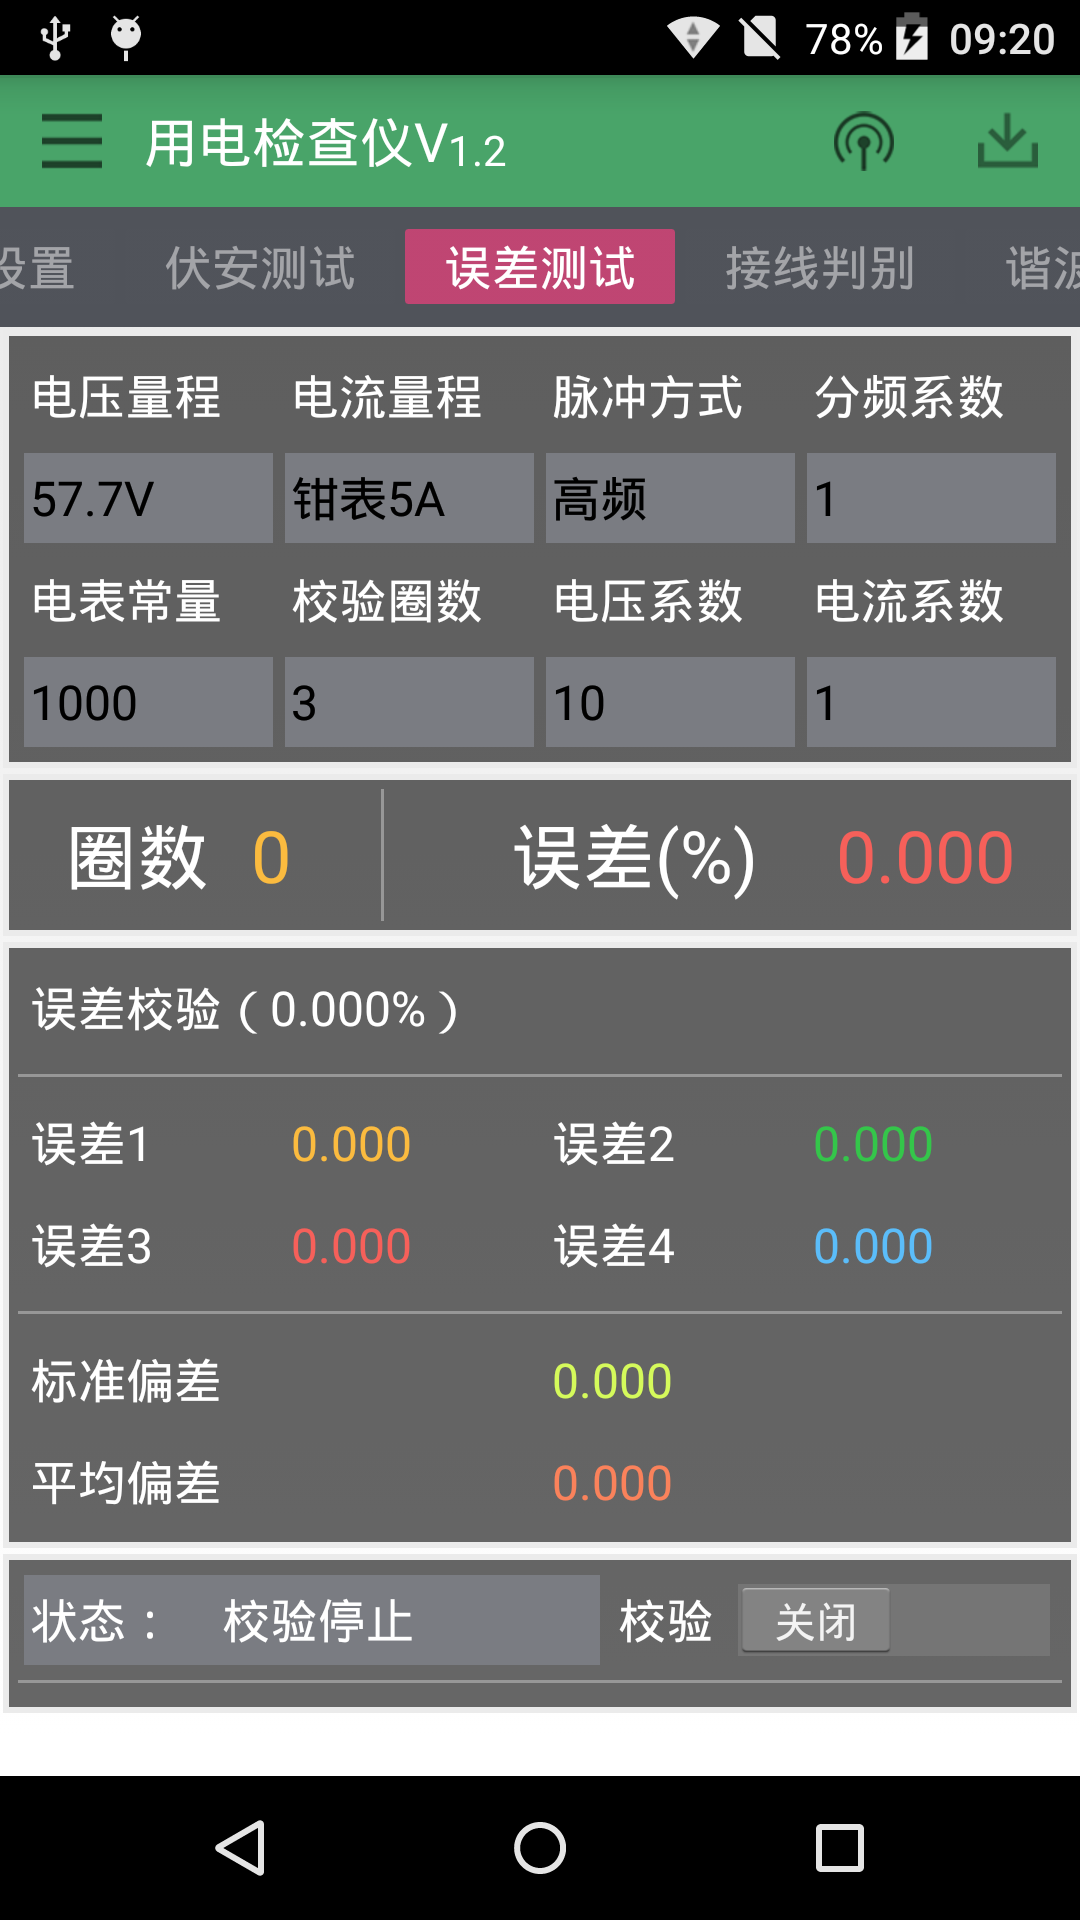 78% 09:20
用电检查仪V1.2
设置 伏安测试 误差测试 接线判别 谐波
电压量程 电流量程 脉冲方式 分频系数
57.7V 钳表5A 高频 1
电表常量 校验圈数 电压系数 电流系数
1000 3 10 1
圈数 0 误差(%) 0.000
误差校验（0.000%）
误差1 0.000 误差2 0.000
误差3 0.000 误差4 0.000
标准偏差 0.000
平均偏差 0.000
状态： 校验停止 校验 关闭